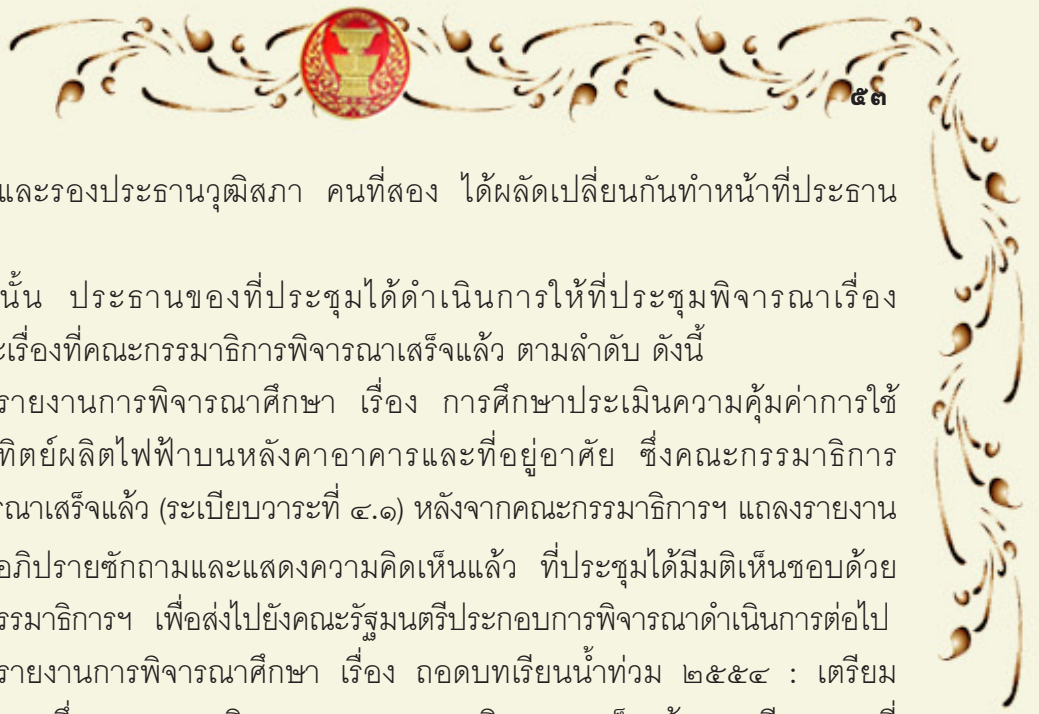 ๕๓
และรองประธานวุฒิสภา คนที่สอง ได้ผลัดเปลี่ยนกันทำหน้าที่ประธาน
นั้น ประธานของที่ประชุมได้ดำเนินการให้ที่ประชุมพิจารณาเรื่อง
เรื่องที่คณะกรรมาธิการพิจารณาเสร็จแล้ว ตามลำดับ ดังนี้
รายงานการพิจารณาศึกษา เรื่อง การศึกษาประเมินความคุ้มค่าการใช้
ทิตย์ผลิตไฟฟ้าบนหลังคาอาคารและที่อยู่อาศัย ซึ่งคณะกรรมาธิการ
รณาเสร็จแล้ว (ระเบียบวาระที่ ๔.๑) หลังจากคณะกรรมาธิการฯ แถลงรายงาน
อภิปรายซักถามและแสดงความคิดเห็นแล้ว ที่ประชุมได้มีมติเห็นชอบด้วย
รรมาธิการฯ เพื่อส่งไปยังคณะรัฐมนตรีประกอบการพิจารณาดำเนินการต่อไป
รายงานการพิจารณาศึกษา เรื่อง ถอดบทเรียนน้ำท่วม ๒๕๕๔ : เตรียม